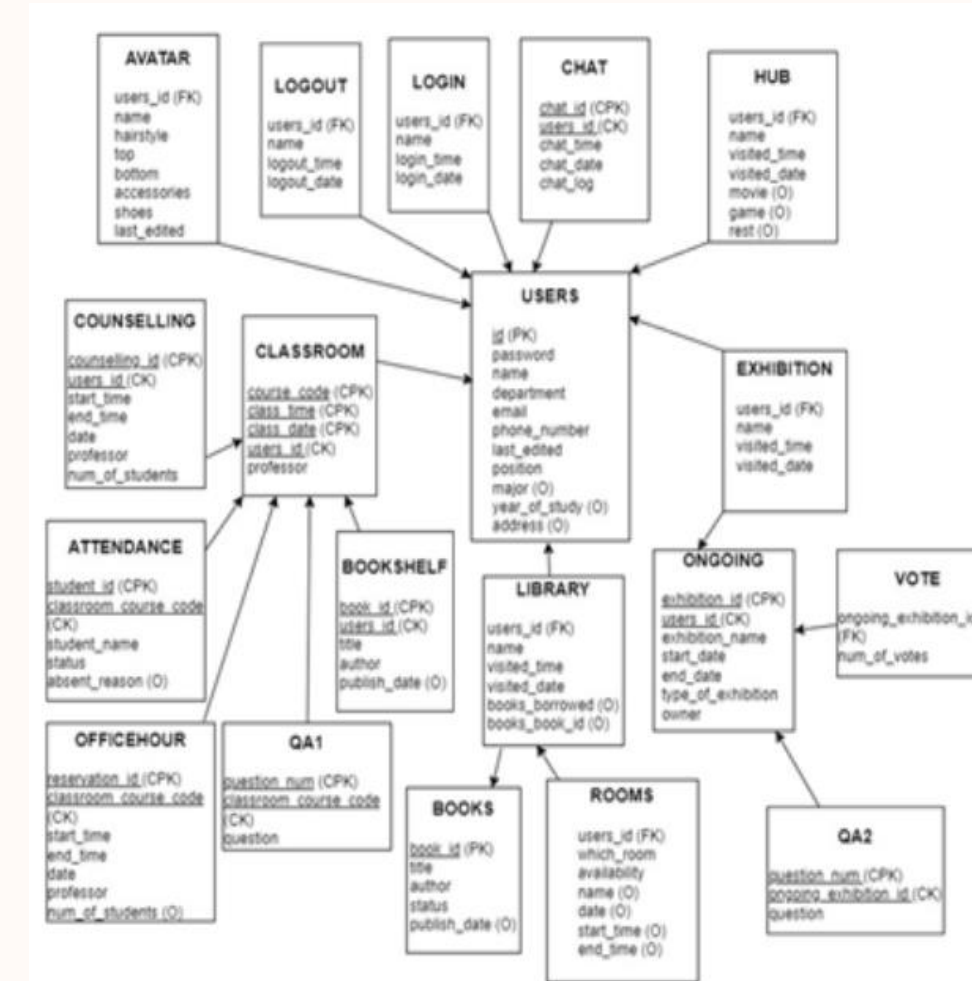 AVATAR
users_id (FK)
name
hairstyle
top
bottom
accessories
shoes
last_edited
LOGOUT
users_id (FK)
name
logout_time
logout_date
LOGIN
users_id (FK)
name
login_time
login_date
CHAT
chat_id (CPK)
users_id (CK)
chat_time
chat_date
chat_log
HUB
users_id (FK)
name
visited_time
visited_date
movie (O)
game (O)
rest (O)
USERS
id (PK)
password
name
department
email
phone_number
last_edited
position
major (O)
year_of_study (O)
address (O)
COUNSELLING
counselling_id (CPK)
users_id (CK)
start_time
end_time
date
professor
num_of_students
CLASSROOM
course_code (CPK)
class_time (CPK)
class_date (CPK)
users_id (CK)
professor
EXHIBITION
users_id (FK)
name
visited_time
visited_date
ATTENDANCE
student_id (CPK)
classroom_course_code
(CK)
student_name
status
absent_reason (O)
BOOKSHELF
book_id (CPK)
users_id (CK)
title
author
publish_date (O)
LIBRARY
users_id (FK)
name
visited_time
visited_date
books_borrowed (O)
books_book_id (O)
ONGOING
exhibition_id (CPK)
users_id (CK)
exhibition_name
start_date
end_date
type_of_exhibition
owner
VOTE
ongoing_exhibition_id
(FK)
num_of_votes
OFFICEHOUR
reservation_id (CPK)
classroom_course_code
(CK)
start_time
end_time
date
professor
num_of_students (O)
QA1
question_num (CPK)
classroom_course_code
(CK)
question
BOOKS
book_id (PK)
title
author
status
publish_date (O)
ROOMS
users_id (FK)
which_room
availability
name (O)
date (O)
start_time (O)
end_time (O)
QA2
question_num (CPK)
ongoing_exhibition_id (CK)
question